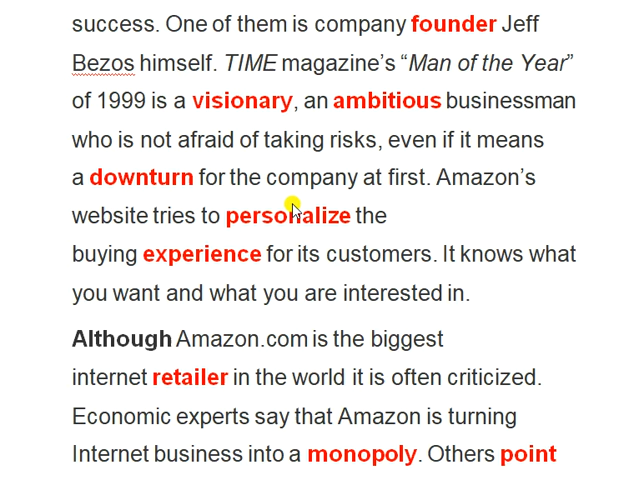 success. One of them is company founder Jeff
Bezos himself. TIME magazine’s “Man of the Year”
of 1999 is a visionary, an ambitious businessman
who is not afraid of taking risks, even if it means
a downturn for the company at first. Amazon’s
website tries to personalize the
buying experience for its customers. It knows what
you want and what you are interested in.
Although Amazon.com is the biggest
internet retailer in the world it is often criticized.
Economic experts say that Amazon is turning
Internet business into a monopoly. Others point